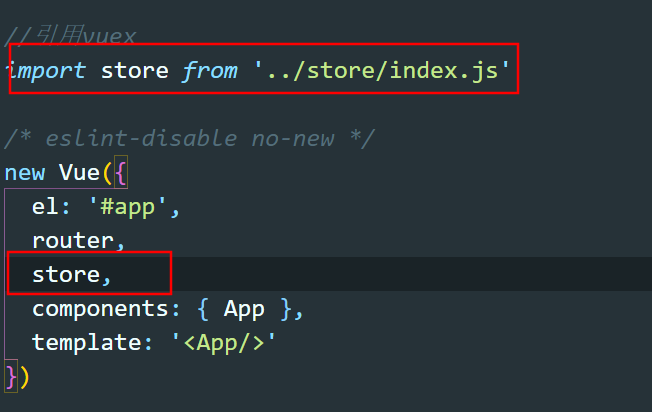 //引用vuex
import store from '../store/index.js'
/* eslint-disable no-new */
new Vue({
el: '#app',
router,
store,
components: { App },
template: '<App/>'
})